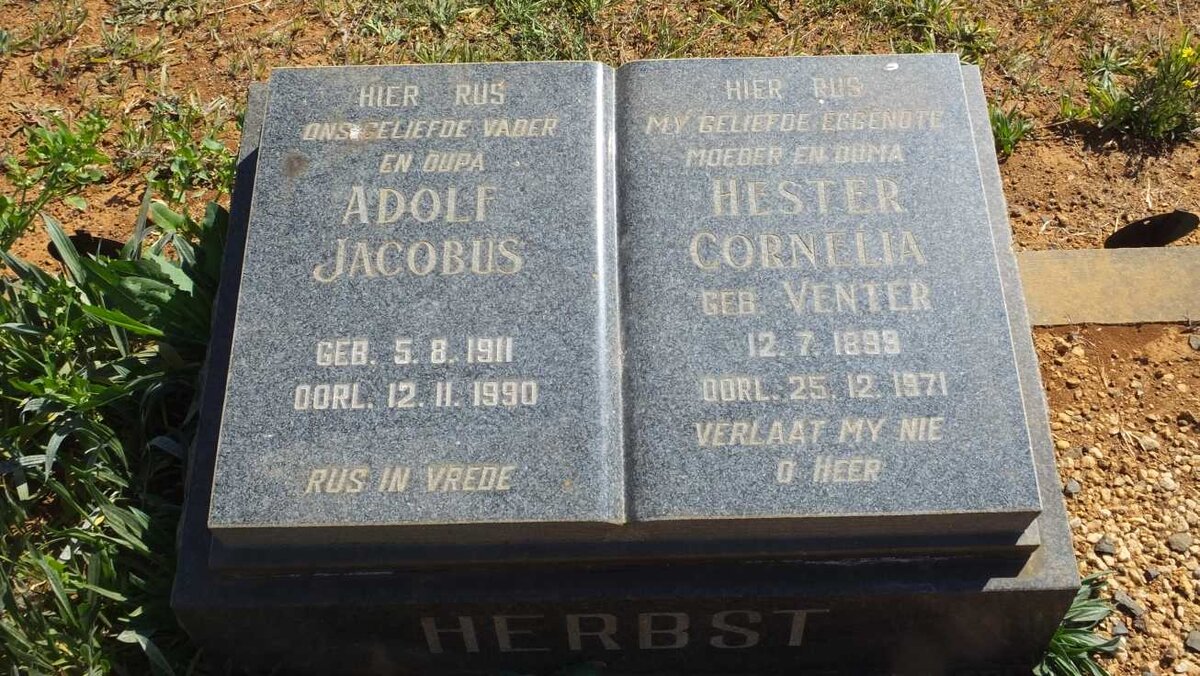 HIER RUS
ONS GELIEFDE VADER
EN OUPA
ADOLF
JACOBUS
GEB. 5. 8. 1911
OORL. 12. 11. 1990
RUS IN VREDE
HIER RUS
MY GELIEFDE EGGENOTE
MOEDER EN OUMA
HESTER
CORNELIA
GEB. VENTER
12. 7. 1899
OORL. 25. 12. 1971
VERLAAT MY NIE
O HEER
HERBST